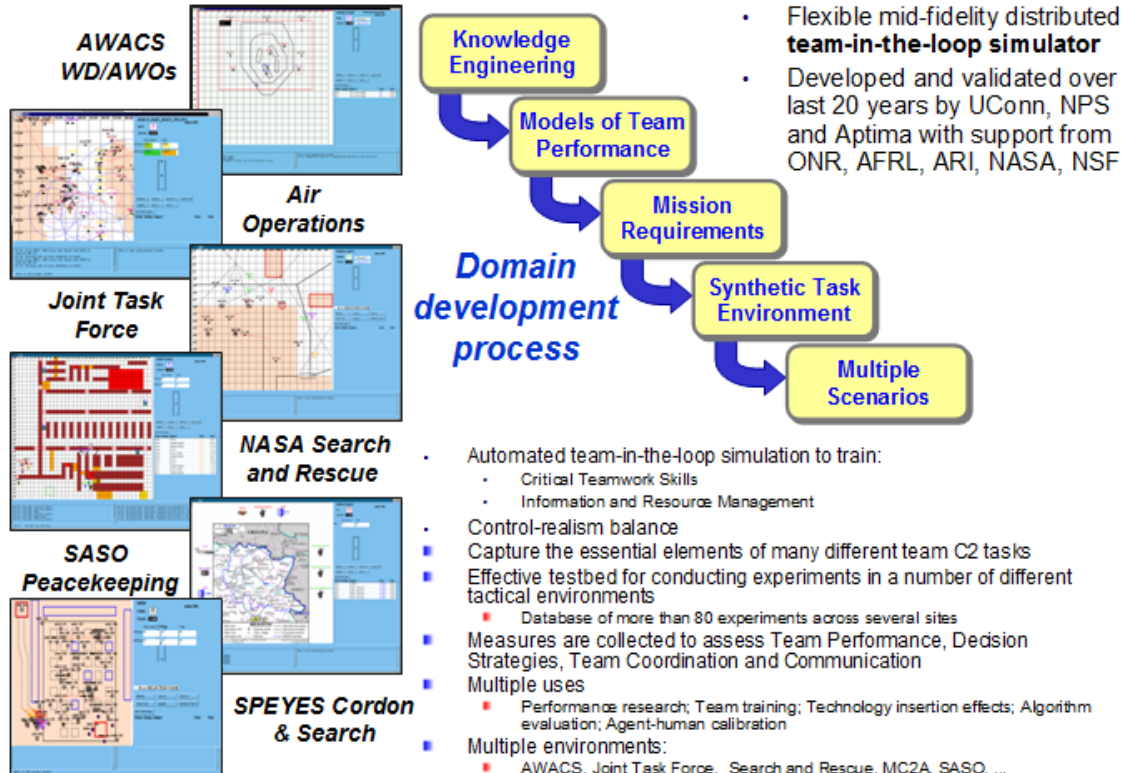 AWACS
WD/AWOs
Air
Operations
Joint Task
Force
NASA Search
and Rescue
SASO
Peacekeeping
SPEYES Cordon
& Search
Knowledge
Engineering
Models of Team
Performance
Mission
Requirements
Synthetic Task
Environment
Multiple
Scenarios
Domain
development
process
• Flexible mid-fidelity distributed
team-in-the-loop simulator
• Developed and validated over
last 20 years by UConn, NPS
and Aptima with support from
ONR, AFRL, ARI, NASA, NSF
• Automated team-in-the-loop simulation to train:
• Critical Teamwork Skills
• Information and Resource Management
• Control-realism balance
Capture the essential elements of many different team C2 tasks
Effective testbed for conducting experiments in a number of different
tactical environments
Database of more than 80 experiments across several sites
Measures are collected to assess Team Performance, Decision
Strategies, Team Coordination and Communication
Multiple uses
Performance research; Team training; Technology insertion effects; Algorithm
evaluation; Agent-human calibration
Multiple environments:
AWACS, Joint Task Force, Search and Rescue, MC2A, SASO, ...